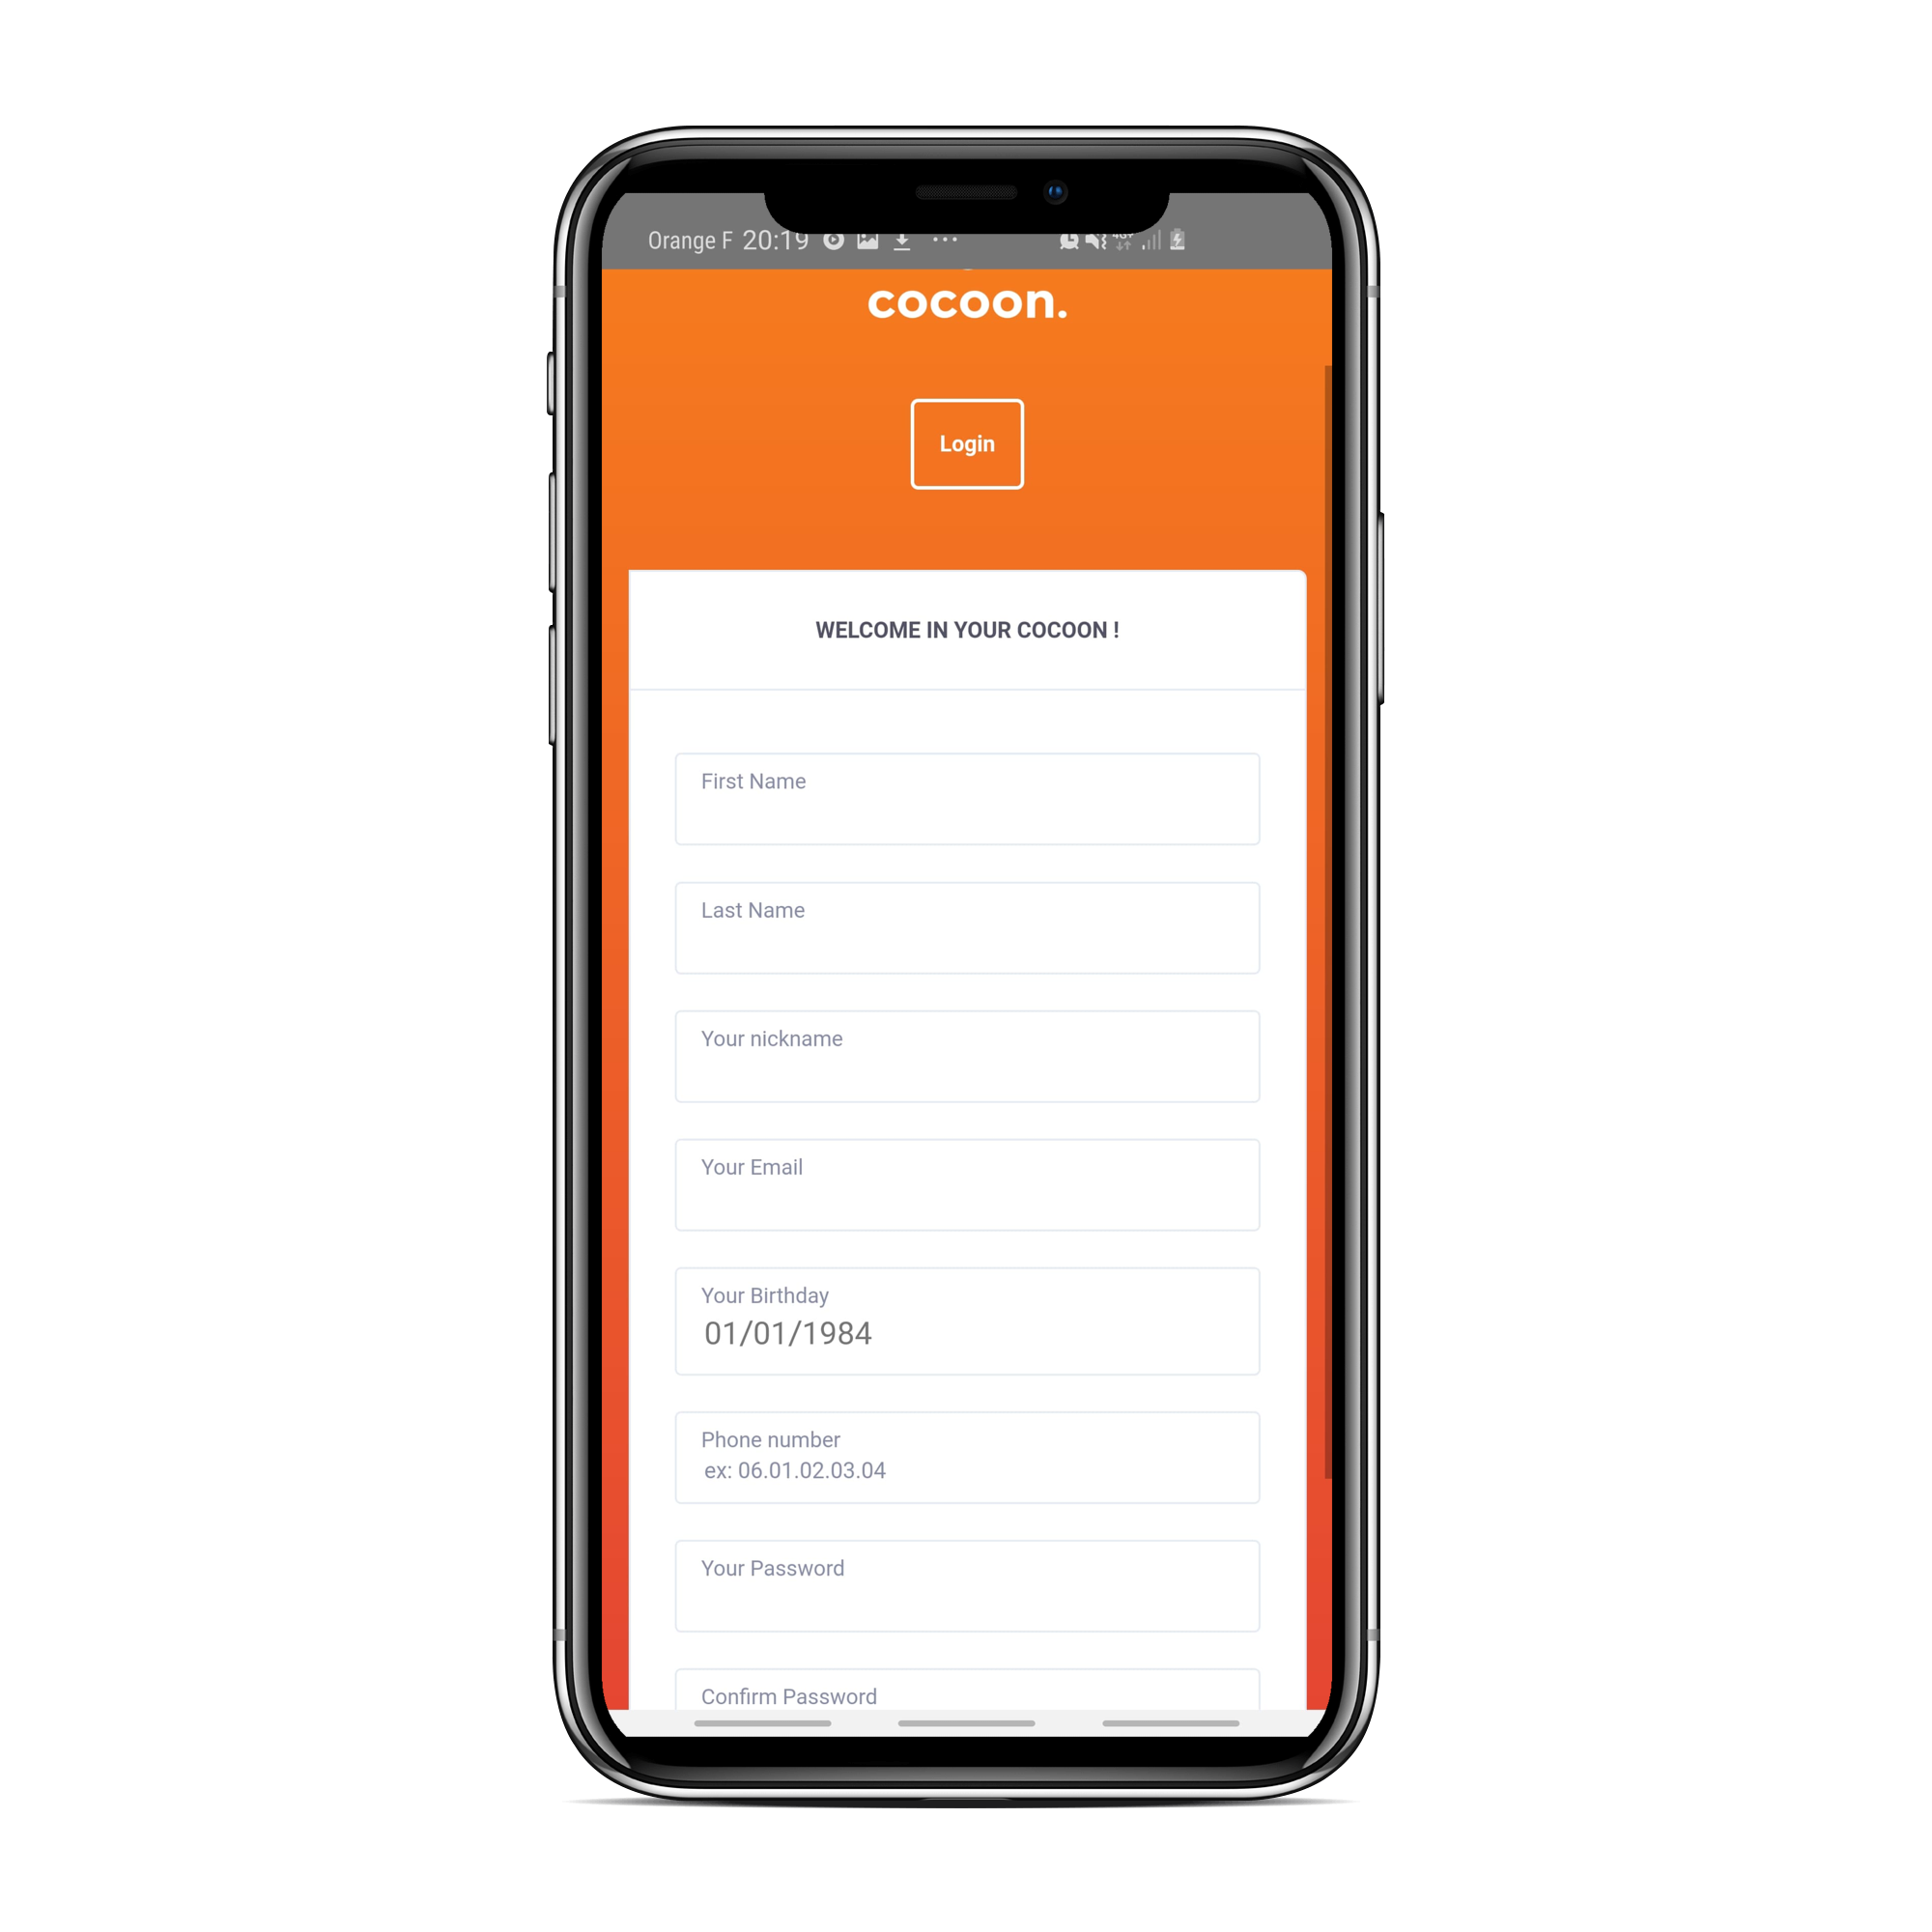 Orange F 20:19
cocoon.
Login
WELCOME IN YOUR COCOON !
First Name
Last Name
Your nickname
Your Email
Your Birthday
01/01/1984
Phone number
ex: 06.01.02.03.04
Your Password
Confirm Password